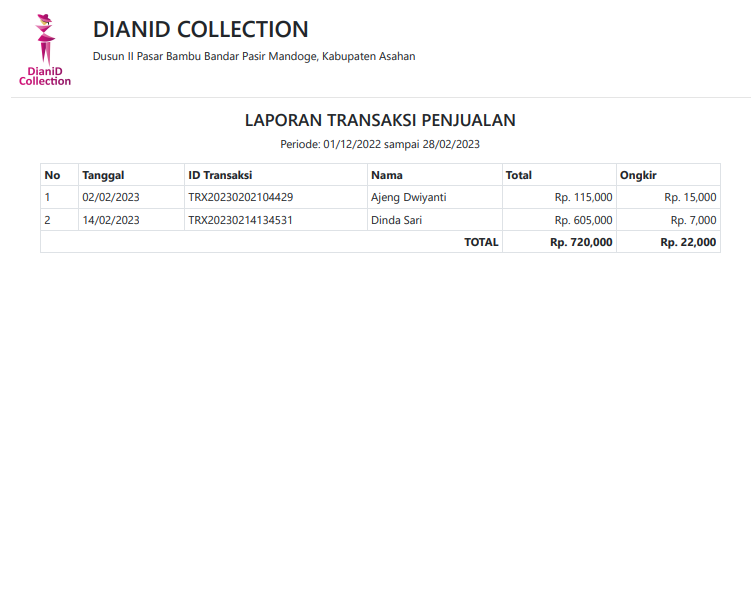 DIANID COLLECTION
Dusun II Pasar Bambu Bandar Pasir Mandoge, Kabupaten Asahan
DianiD
Collection
LAPORAN TRANSAKSI PENJUALAN
Periode: 01/12/2022 sampai 28/02/2023
No Tanggal ID Transaksi Nama Total Ongkir
1 02/02/2023 TRX20230202104429 Ajeng Dwiyanti Rp. 115,000 Rp. 15,000
2 14/02/2023 TRX20230214134531 Dinda Sari Rp. 605,000 Rp. 7,000
TOTAL Rp. 720,000 Rp. 22,000